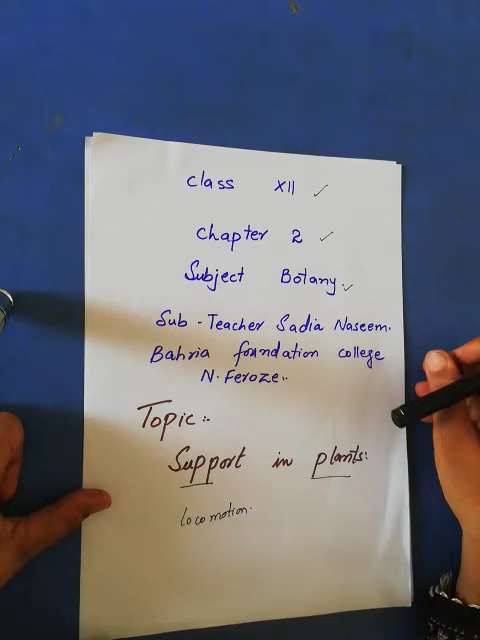 class XII
chapter 2
Subject Botany.
Sub - Teacher Sadia Naseem.
Bahria foundation college
N. Feroze..
Topic :-
Support in plants:
locomotion.